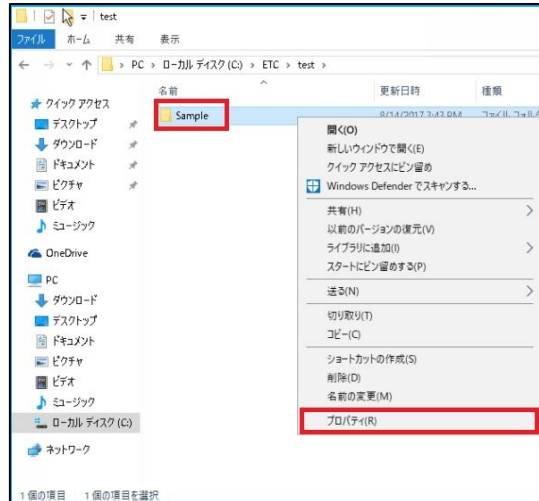 test
ファイル ホーム 共有 表示
PC › ローカル ディスク (C:) › ETC › test ›
名前 更新日時 種類
クイック アクセス
デスクトップ
ダウンロード
ドキュメント
ピクチャ
ビデオ
ミュージック
OneDrive
PC
ダウンロード
デスクトップ
ドキュメント
ピクチャ
ビデオ
ミュージック
ローカル ディスク (C:)
ネットワーク
Sample 8/14/2017 3:43 PM ファイル フォルダ
開く(O)
新しいウィンドウで開く(E)
クイック アクセスにピン留め
Windows Defender でスキャンする...
共有(H)
以前のバージョンの復元(V)
ライブラリに追加(I)
スタートにピン留めする(P)
送る(N)
切り取り(T)
コピー(C)
ショートカットの作成(S)
削除(D)
名前の変更(M)
プロパティ(R)
1 個の項目 1 個の項目を選択